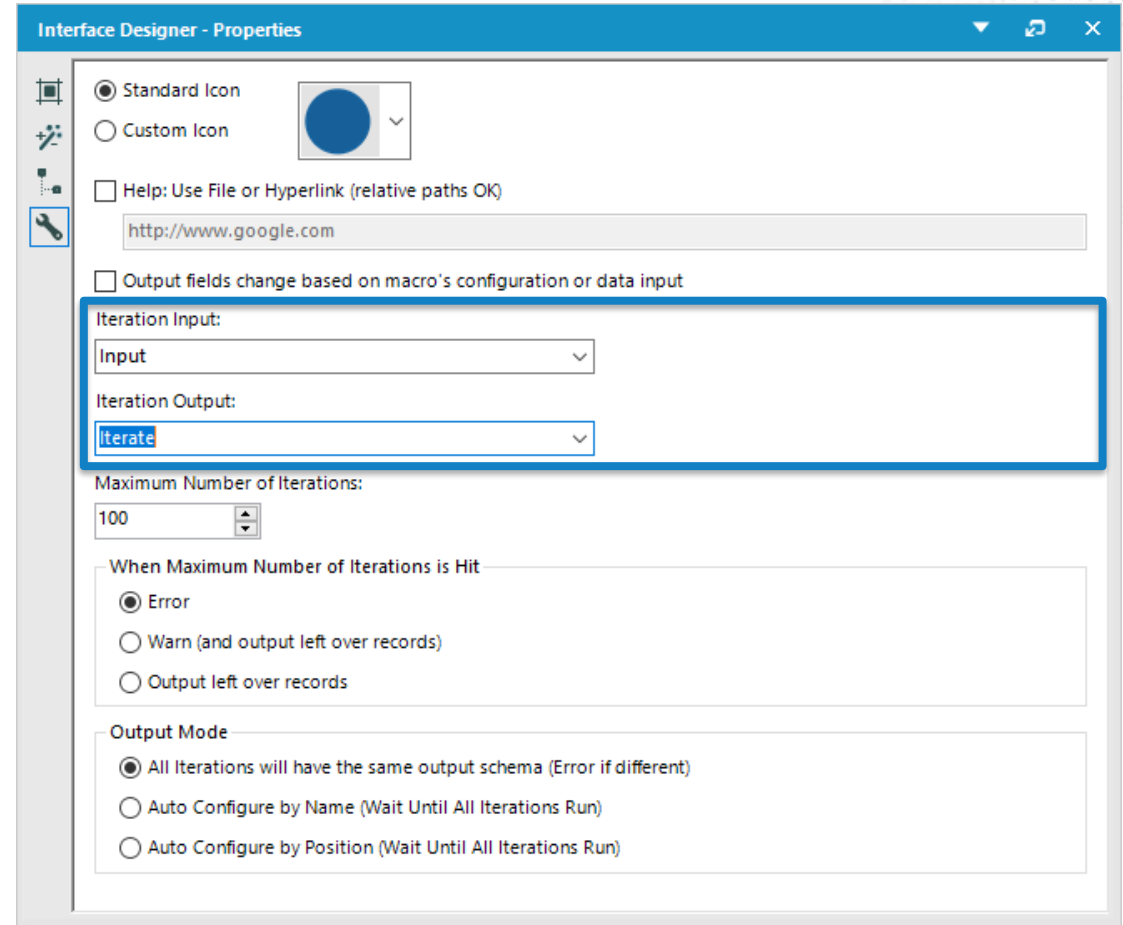 Interface Designer - Properties
Standard Icon
Custom Icon
Help: Use File or Hyperlink (relative paths OK)
http://www.google.com
Output fields change based on macro's configuration or data input
Iteration Input:
Input
Iteration Output:
Iterate
Maximum Number of Iterations:
100
When Maximum Number of Iterations is Hit
Error
Warn (and output left over records)
Output left over records
Output Mode
All Iterations will have the same output schema (Error if different)
Auto Configure by Name (Wait Until All Iterations Run)
Auto Configure by Position (Wait Until All Iterations Run)